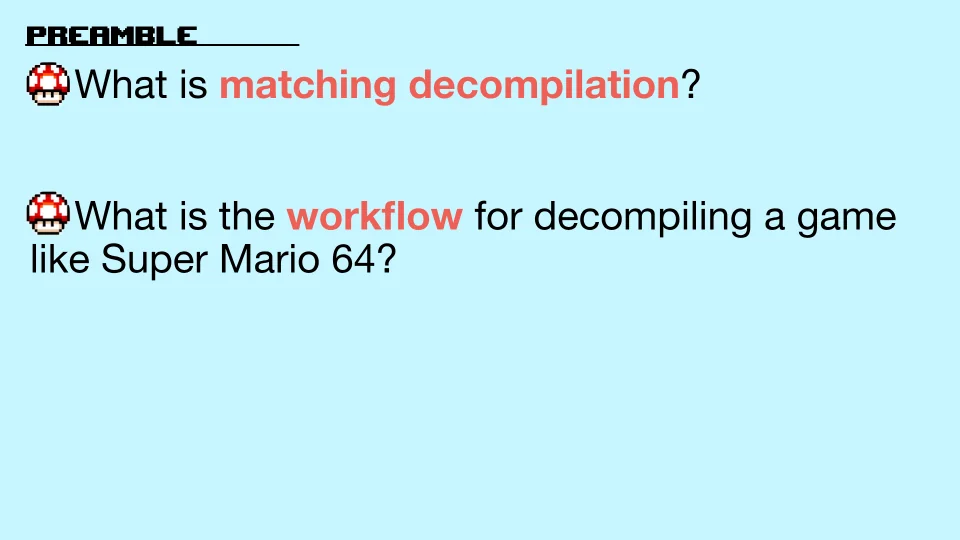 PREAMBLE
What is matching decompilation?
What is the workflow for decompiling a game
like Super Mario 64?